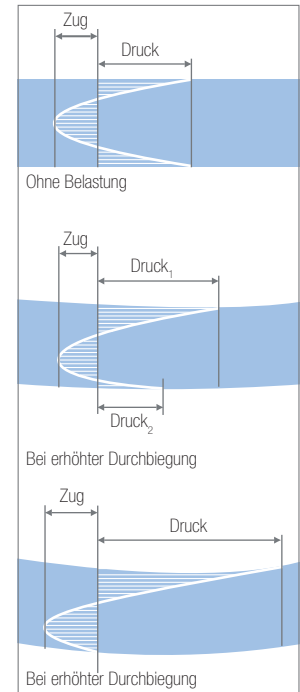 Zug
Druck
Ohne Belastung
Zug
Druck₁
Druck₂
Bei erhöhter Durchbiegung
Zug
Druck
Bei erhöhter Durchbiegung